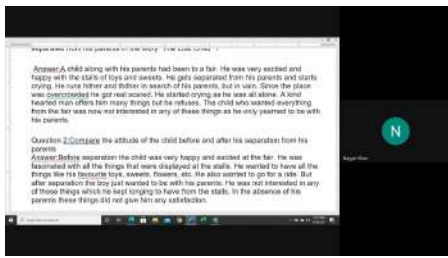 separated from his parents in the story "The Lost Child" ?
Answer:A child along with his parents had been to a fair. He was very excited and
happy with the stalls of toys and sweets. He gets separated from his parents and starts
crying. He runs hither and thither in search of his parents, but in vain. Since the place
was overcrowded he got real scared. He started crying as he was all alone. A kind
hearted man offers him many things but he refuses. The child who wanted everything
from the fair was now not interested in any of these things as he only yearned to be with
his parents.
Question 2:Compare the attitude of the child before and after his separation from his
parents
Answer:Before separation the child was very happy and excited at the fair. He was
fascinated with all the things that were displayed at the stalls. He wanted to have all the
things like his favourite toys, sweets, flowers, etc. He also wanted to go for a ride. But
after separation the boy just wanted to be with his parents. He was not interested in any
of those things which he kept longing to have from the stalls. In the absence of his
parents these things did not give him any satisfaction.
N